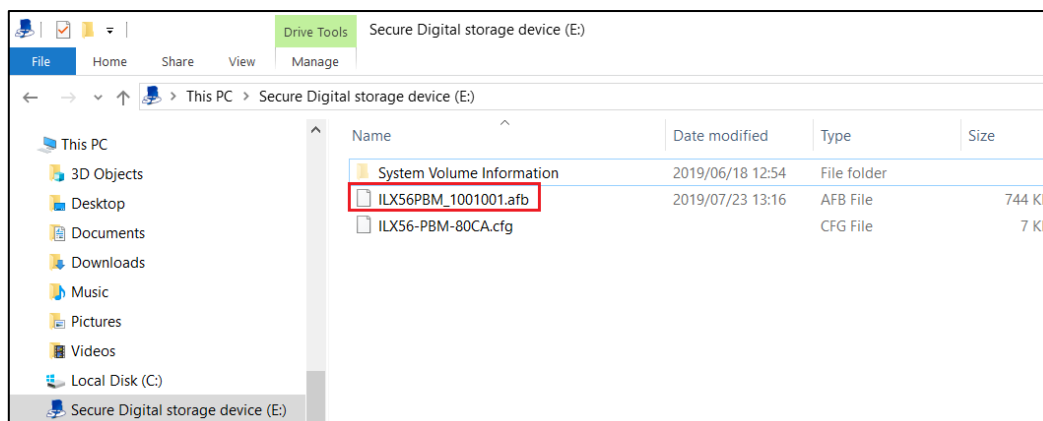 Drive Tools Secure Digital storage device (E:)
File Home Share View Manage
This PC > Secure Digital storage device (E:)
Name Date modified Type Size
This PC
3D Objects
Desktop
Documents
Downloads
Music
Pictures
Videos
Local Disk (C:)
Secure Digital storage device (E:)
System Volume Information 2019/06/18 12:54 File folder
ILX56PBM_1001001.afb 2019/07/23 13:16 AFB File 744 K
ILX56-PBM-80CA.cfg CFG File 7 K